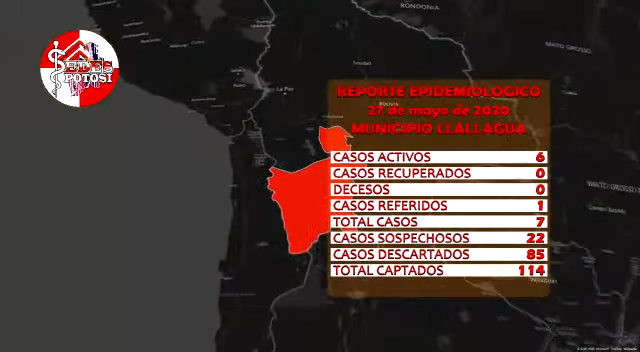 SEDES
POTOSI
RONDONIA
MATO GROSSO
La Paz
Bolivia
REPORTE EPIDEMIOLOGICO
27 de mayo de 2020
MUNICIPIO LLALLAGUA
CASOS ACTIVOS 6
CASOS RECUPERADOS 0
DECESOS 0
CASOS REFERIDOS 1
TOTAL CASOS 7
CASOS SOSPECHOSOS 22
CASOS DESCARTADOS 85
TOTAL CAPTADOS 114